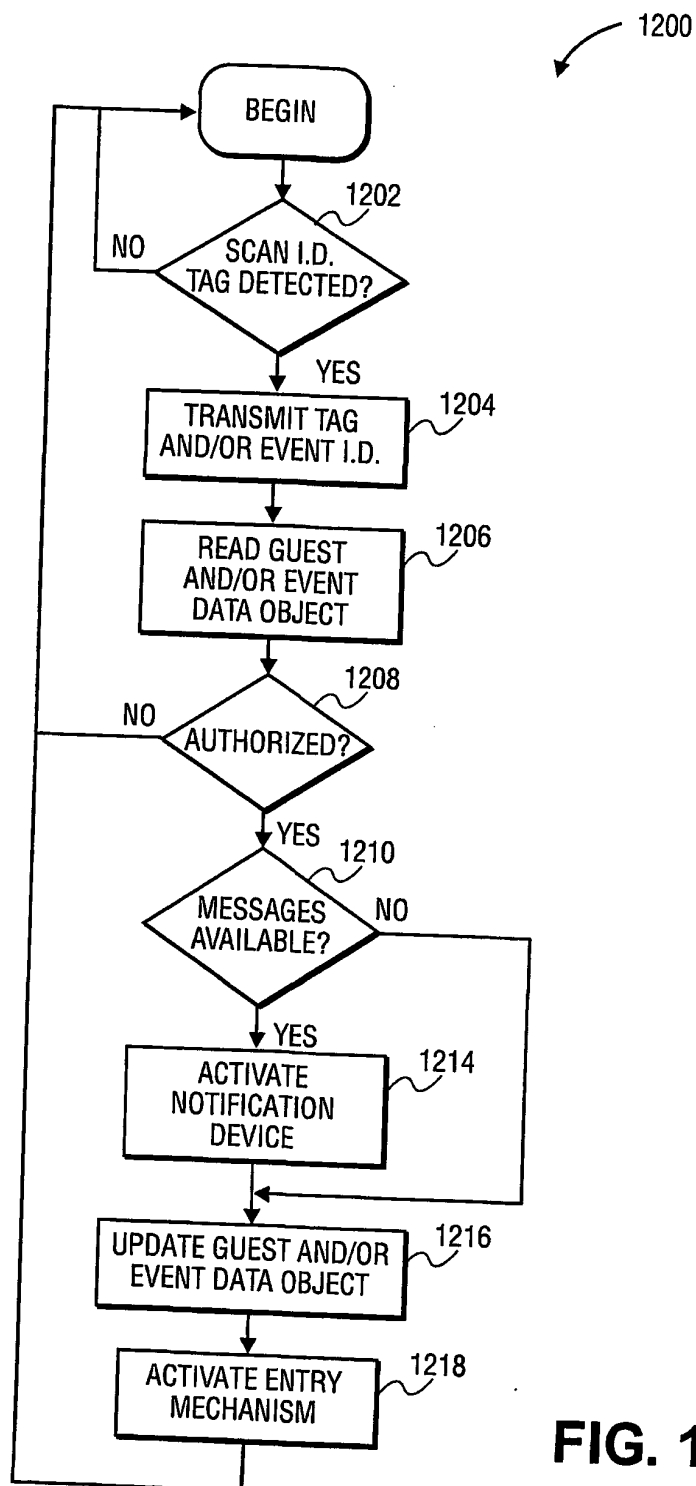 1200
BEGIN
1202
SCAN I.D.
TAG DETECTED?
NO
YES
1204
TRANSMIT TAG
AND/OR EVENT I.D.
1206
READ GUEST
AND/OR EVENT
DATA OBJECT
1208
NO
AUTHORIZED?
YES
1210
MESSAGES
AVAILABLE?
NO
YES
1214
ACTIVATE
NOTIFICATION
DEVICE
1216
UPDATE GUEST AND/OR
EVENT DATA OBJECT
1218
ACTIVATE ENTRY
MECHANISM
FIG. 1